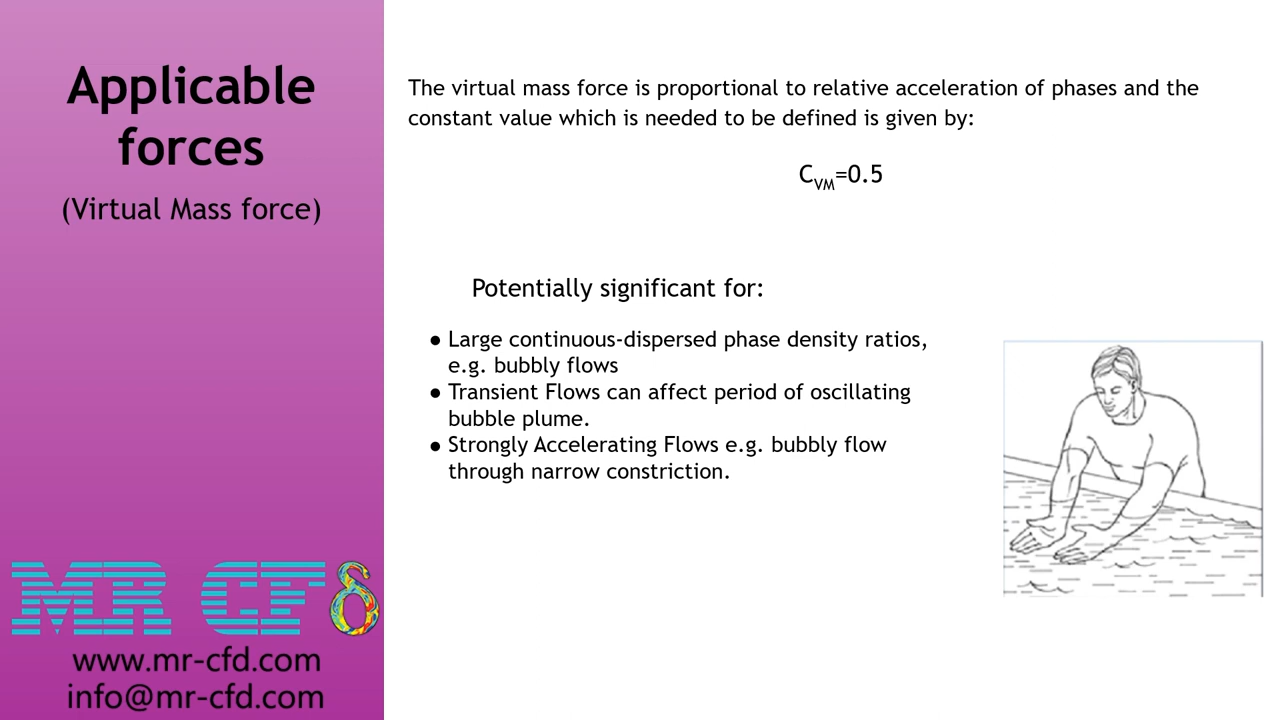 Applicable
forces
(Virtual Mass force)
MR CFδ
www.mr-cfd.com
info@mr-cfd.com
The virtual mass force is proportional to relative acceleration of phases and the
constant value which is needed to be defined is given by:
C_VM=0.5
Potentially significant for:
● Large continuous-dispersed phase density ratios,
e.g. bubbly flows
● Transient Flows can affect period of oscillating
bubble plume.
● Strongly Accelerating Flows e.g. bubbly flow
through narrow constriction.